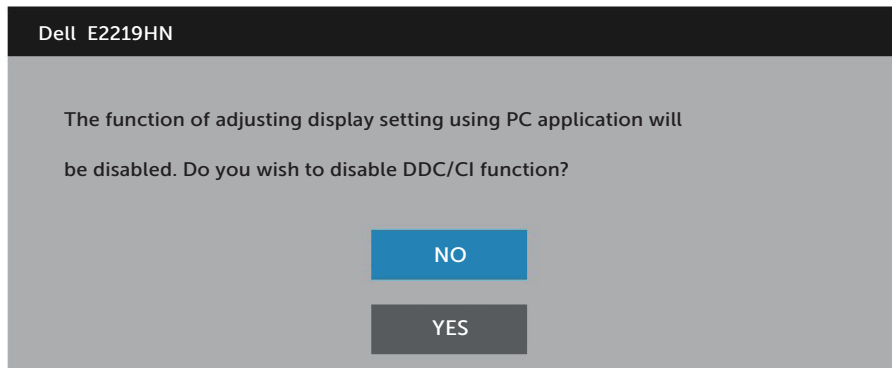 Dell E2219HN
The function of adjusting display setting using PC application will
be disabled. Do you wish to disable DDC/CI function?
NO
YES